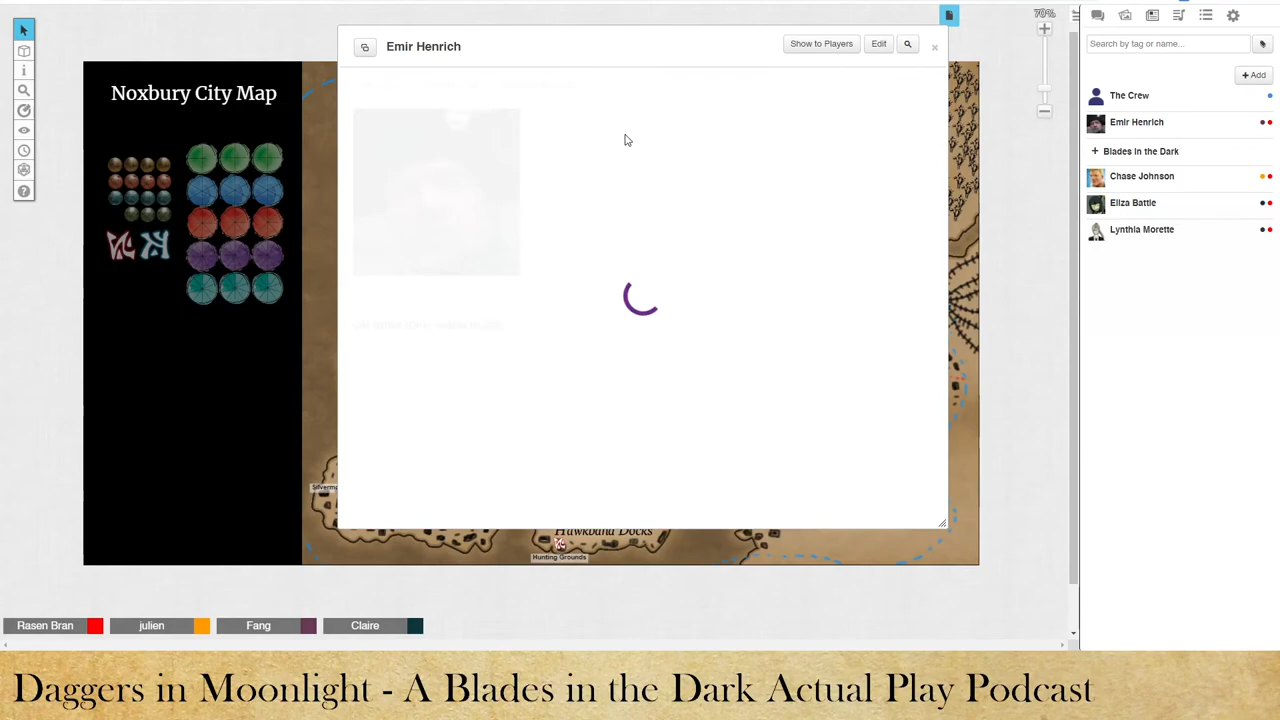 70%
Emir Henrich
Show to Players
Edit
Search by tag or name...
+ Add
Noxbury City Map
The Crew
Emir Henrich
+ Blades in the Dark
Chase Johnson
Eliza Battle
Lynthia Morette
Hawkbund Docks
Hunting Grounds
Rasen Bran
julien
Fang
Claire
Daggers in Moonlight - A Blades in the Dark Actual Play Podcast